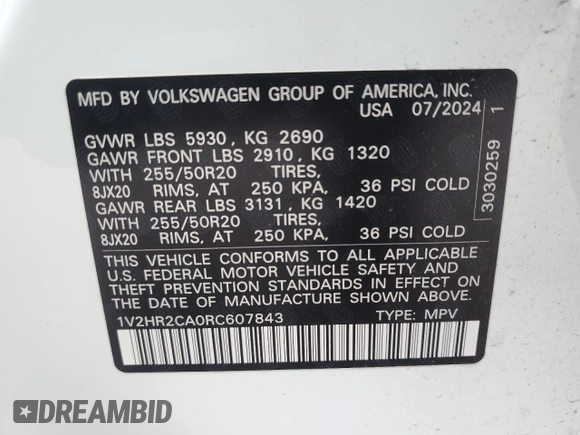 MFD BY VOLKSWAGEN GROUP OF AMERICA, INC.
USA 07/2024
GVWR LBS 5930 , KG 2690
GAWR FRONT LBS 2910 , KG 1320
WITH 255/50R20 TIRES,
8JX20 RIMS, AT 250 KPA, 36 PSI COLD
GAWR REAR LBS 3131 , KG 1420
WITH 255/50R20 TIRES,
8JX20 RIMS, AT 250 KPA, 36 PSI COLD
THIS VEHICLE CONFORMS TO ALL APPLICABLE
U.S. FEDERAL MOTOR VEHICLE SAFETY AND
THEFT PREVENTION STANDARDS IN EFFECT ON
THE DATE OF MANUFACTURE SHOWN ABOVE.
1V2HR2CA0RC607843 TYPE: MPV
3030259 1
DREAMBID